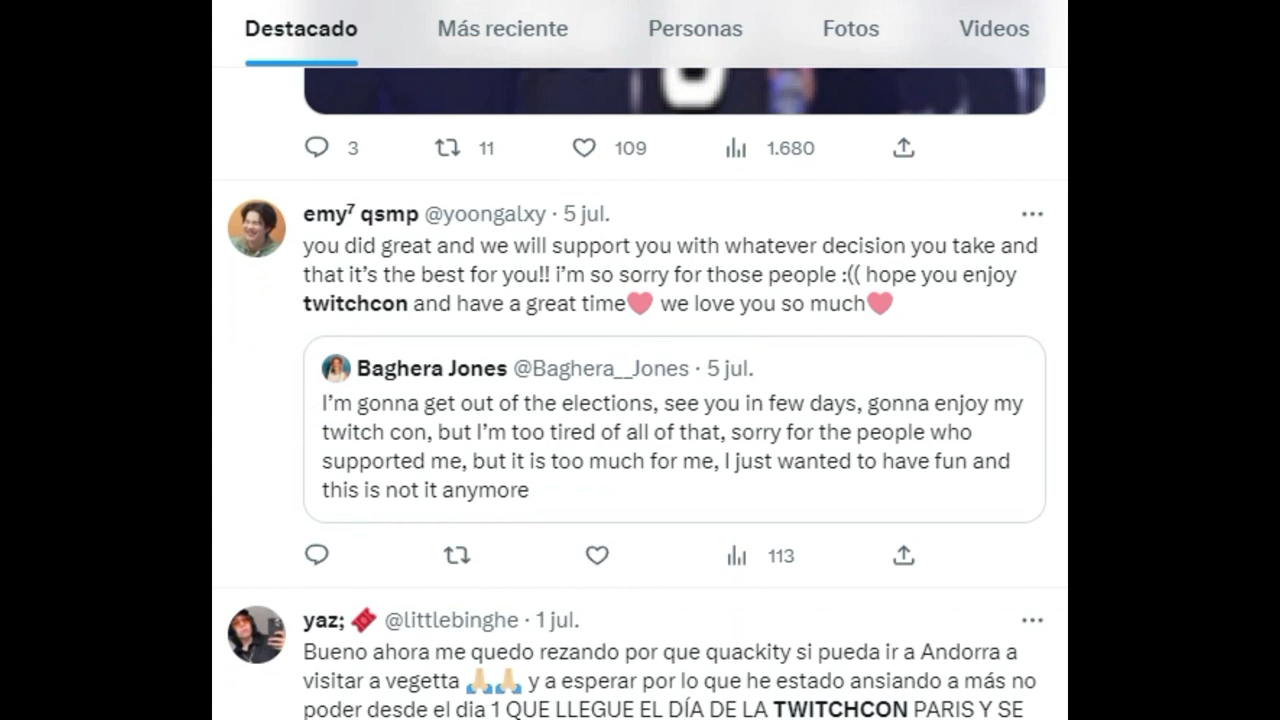 Destacado Más reciente Personas Fotos Videos
3 11 109 1.680
emy⁷ qsmp @yoongalxy · 5 jul.
you did great and we will support you with whatever decision you take and
that it’s the best for you!! i’m so sorry for those people :(( hope you enjoy
twitchcon and have a great time🩷 we love you so much🩷
Baghera Jones @Baghera__Jones · 5 jul.
I’m gonna get out of the elections, see you in few days, gonna enjoy my
twitch con, but I’m too tired of all of that, sorry for the people who
supported me, but it is too much for me, I just wanted to have fun and
this is not it anymore
113
yaz; @littlebinghe · 1 jul.
Bueno ahora me quedo rezando por que quackity si pueda ir a Andorra a
visitar a vegetta 🙏🏼🙏🏼 y a esperar por lo que he estado ansiando a más no
poder desde el dia 1 QUE LLEGUE EL DÍA DE LA TWITCHCON PARIS Y SE